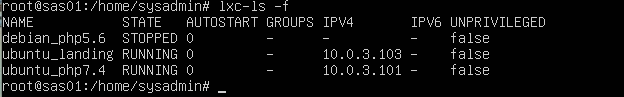 root@sas01:/home/sysadmin# lxc-ls -f
NAME STATE AUTOSTART GROUPS IPV4 IPV6 UNPRIVILEGED
debian_php5.6 STOPPED 0 - - - false
ubuntu_landing RUNNING 0 - 10.0.3.103 - false
ubuntu_php7.4 RUNNING 0 - 10.0.3.101 - false
root@sas01:/home/sysadmin# _